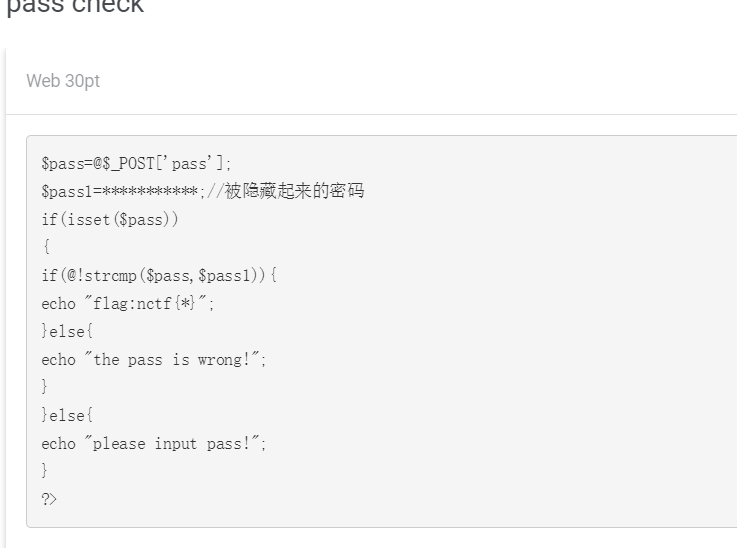 pass check
Web 30pt
$pass=@$_POST['pass'];
$pass1=***********;//被隐藏起来的密码
if(isset($pass))
{
if(@!strcmp($pass,$pass1)){
echo "flag:nctf{*}";
}else{
echo "the pass is wrong!";
}
}else{
echo "please input pass!";
}
?>